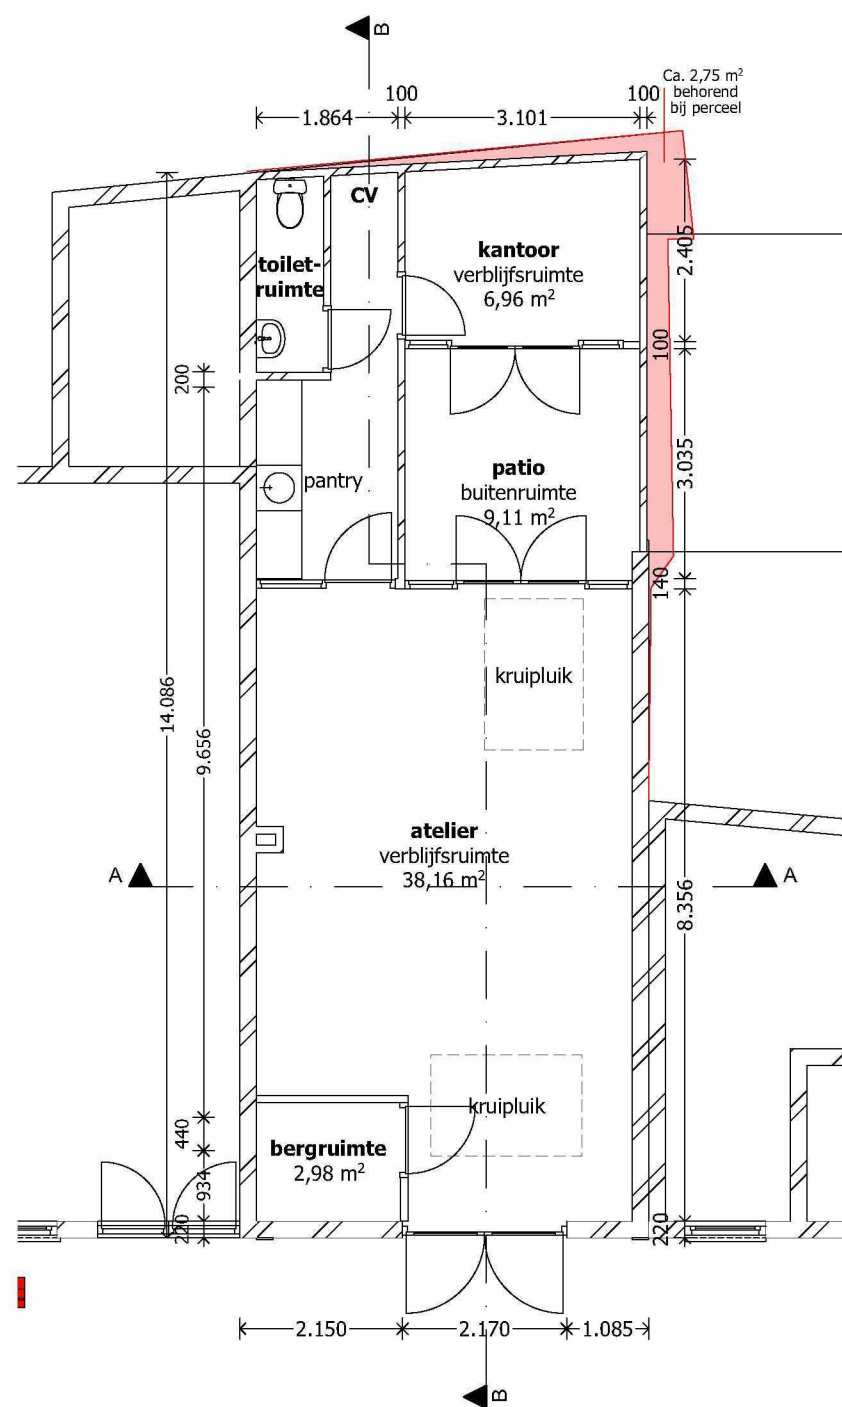 B
Ca. 2,75 m²
behorend
bij perceel
100
100
1.864
3.101
CV
kantoor
verblijfsruimte
6,96 m²
toilet-
ruimte
2.405
100
200
pantry
patio
buitenruimte
9,11 m²
3.035
140
kruipluik
14.086
9.656
atelier
verblijfsruimte
38,16 m²
A
A
8.356
kruipluik
440
bergruimte
2,98 m²
934
220
220
2.150
2.170
1.085
B